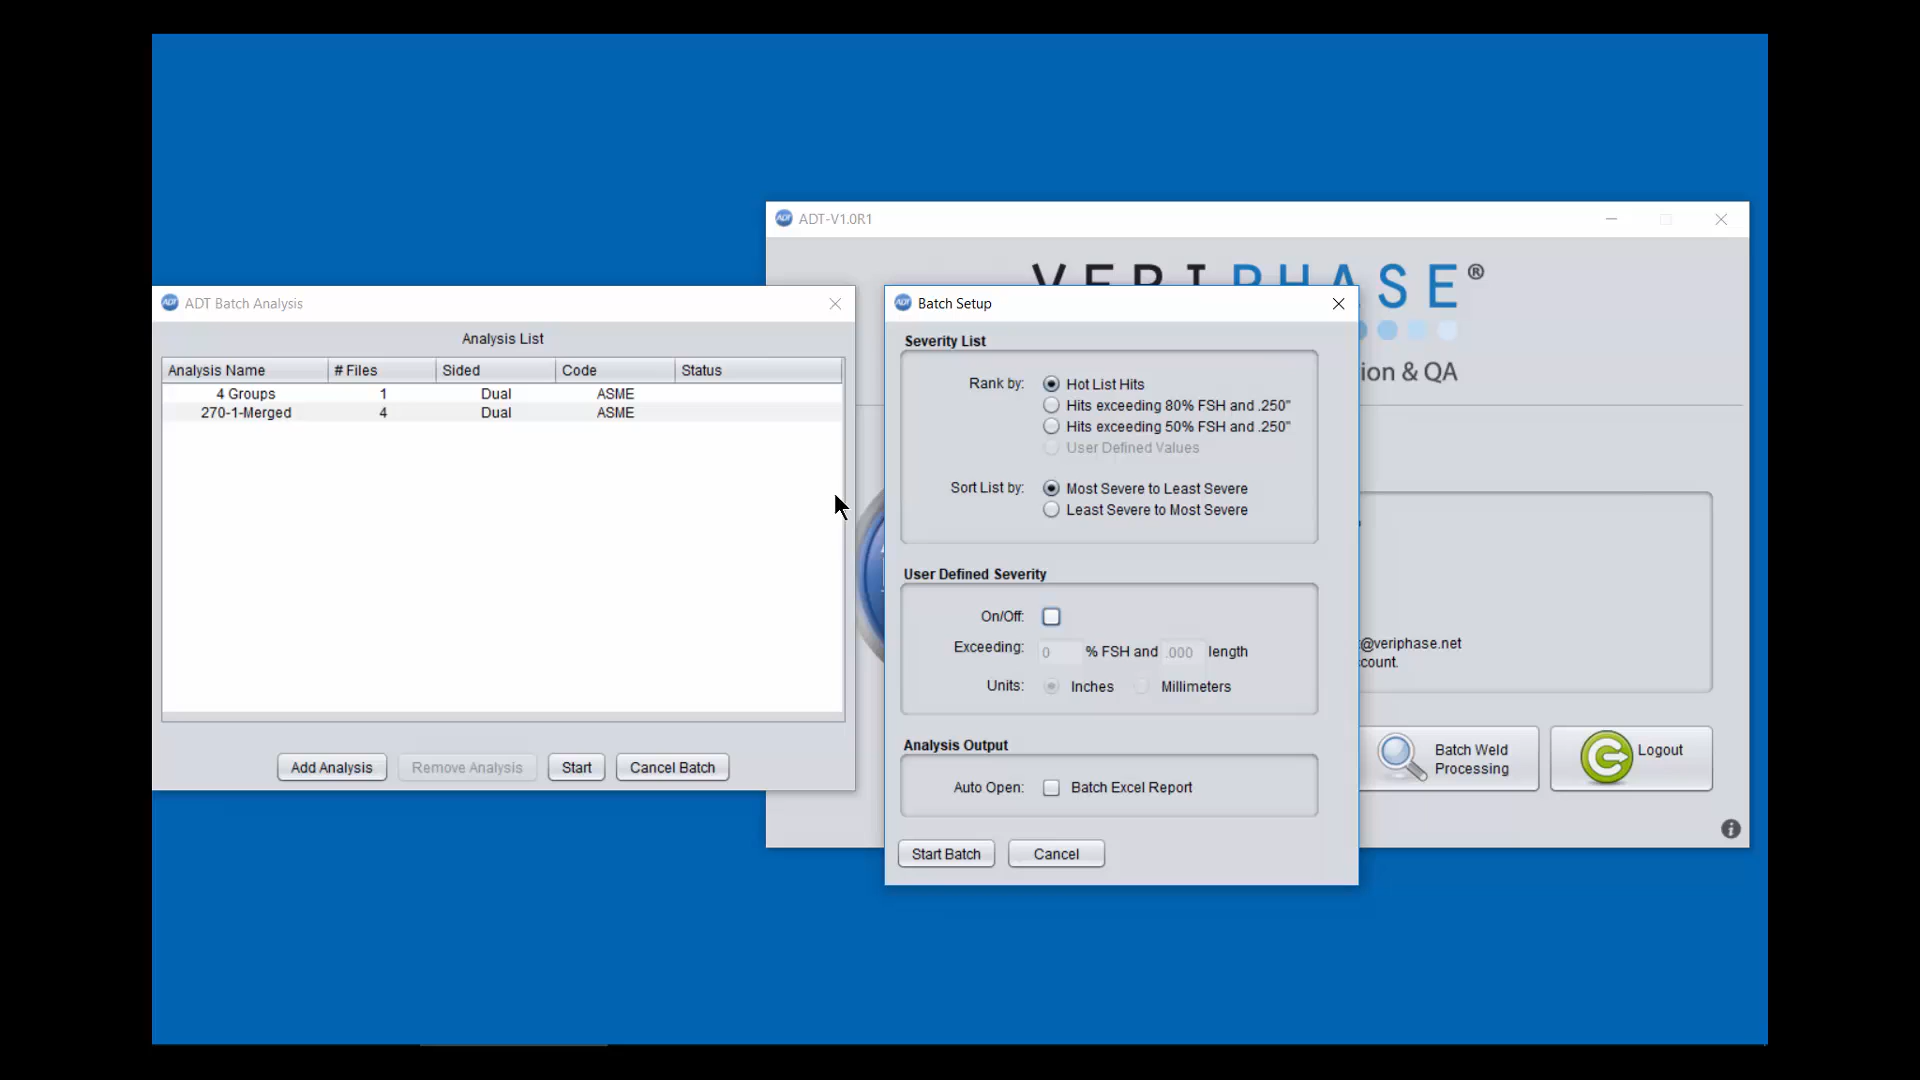 ADT-V1.0R1
VERIPHASE®
ion & QA
@veriphase.net
count.
Batch Weld
Processing
Logout
ADT Batch Analysis
Analysis List
Analysis Name # Files Sided Code Status
4 Groups 1 Dual ASME
270-1-Merged 4 Dual ASME
Add Analysis Remove Analysis Start Cancel Batch
Batch Setup
Severity List
Rank by: Hot List Hits
Hits exceeding 80% FSH and .250"
Hits exceeding 50% FSH and .250"
User Defined Values
Sort List by: Most Severe to Least Severe
Least Severe to Most Severe
User Defined Severity
On/Off:
Exceeding: 0 % FSH and .000 length
Units: Inches Millimeters
Analysis Output
Auto Open: Batch Excel Report
Start Batch Cancel